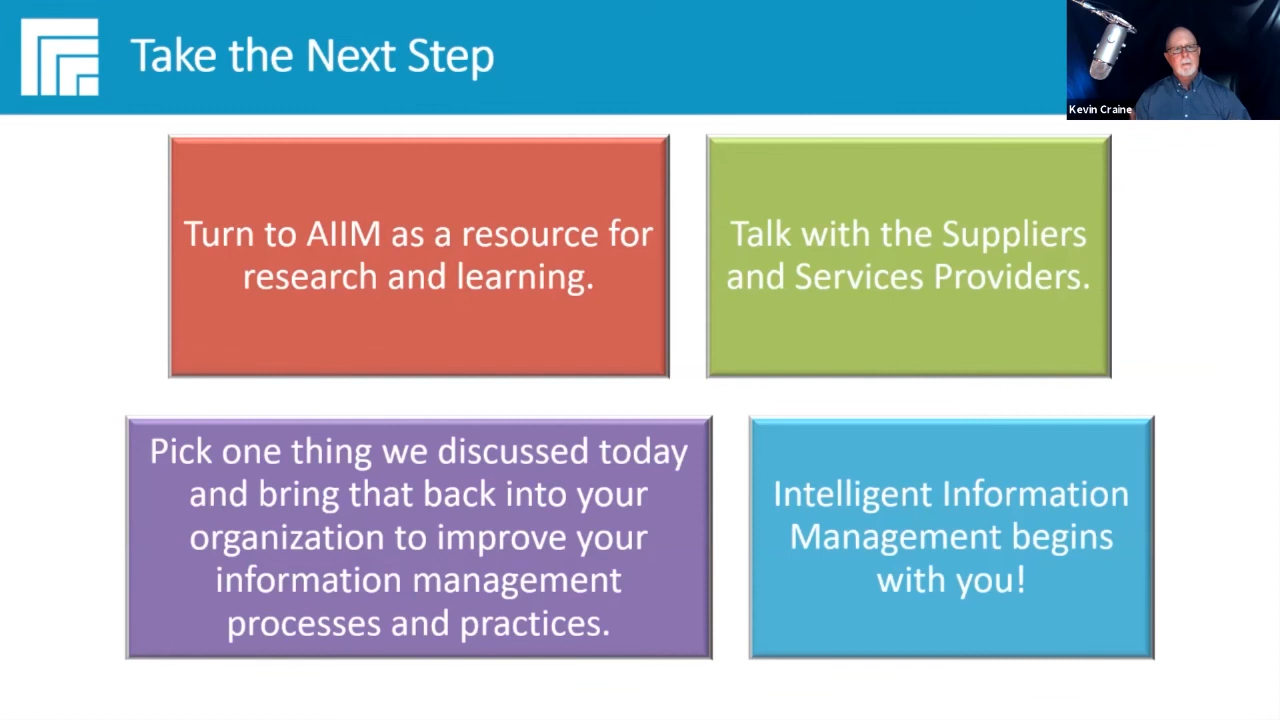 Take the Next Step
Kevin Craine
Turn to AIIM as a resource for
research and learning.
Talk with the Suppliers
and Services Providers.
Pick one thing we discussed today
and bring that back into your
organization to improve your
information management
processes and practices.
Intelligent Information
Management begins
with you!